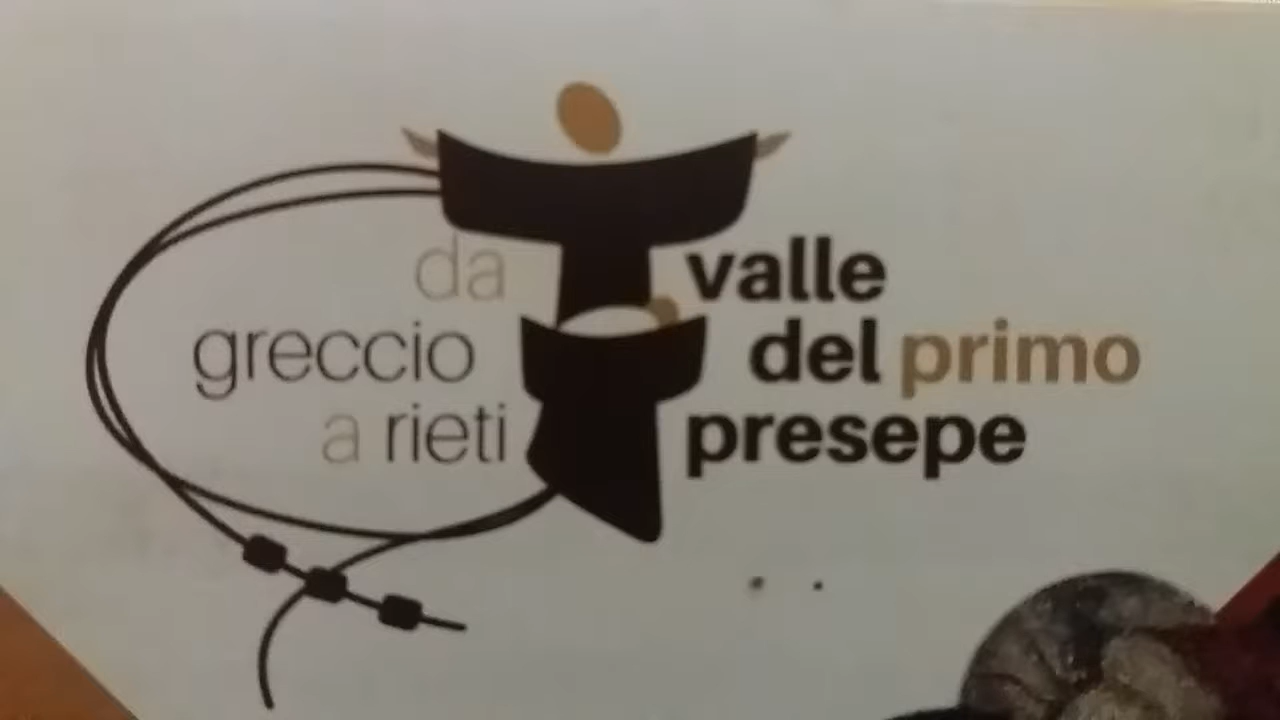 da
greccio
a rieti
valle
del primo
presepe